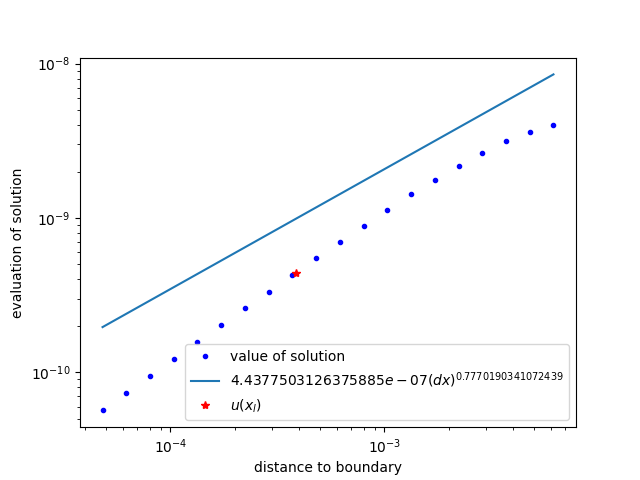 10⁻⁸
10⁻⁹
10⁻¹⁰
evaluation of solution
value of solution
4.4377503126375885e − 07(dx)^0.7770190341072439
u(x_I)
10⁻⁴
10⁻³
distance to boundary